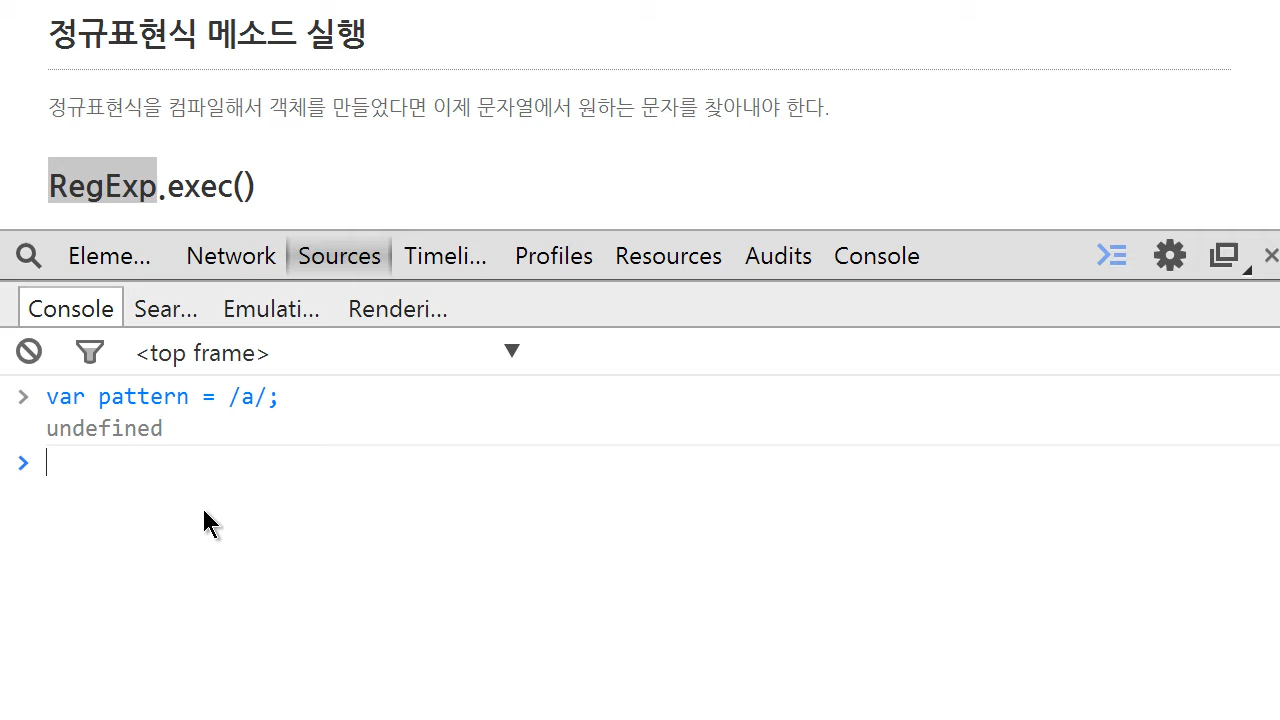 정규표현식 메소드 실행
정규표현식을 컴파일해서 객체를 만들었다면 이제 문자열에서 원하는 문자를 찾아내야 한다.
RegExp.exec()
Eleme... Network Sources Timeli... Profiles Resources Audits Console
Console Sear... Emulati... Renderi...
<top frame>
var pattern = /a/;
undefined